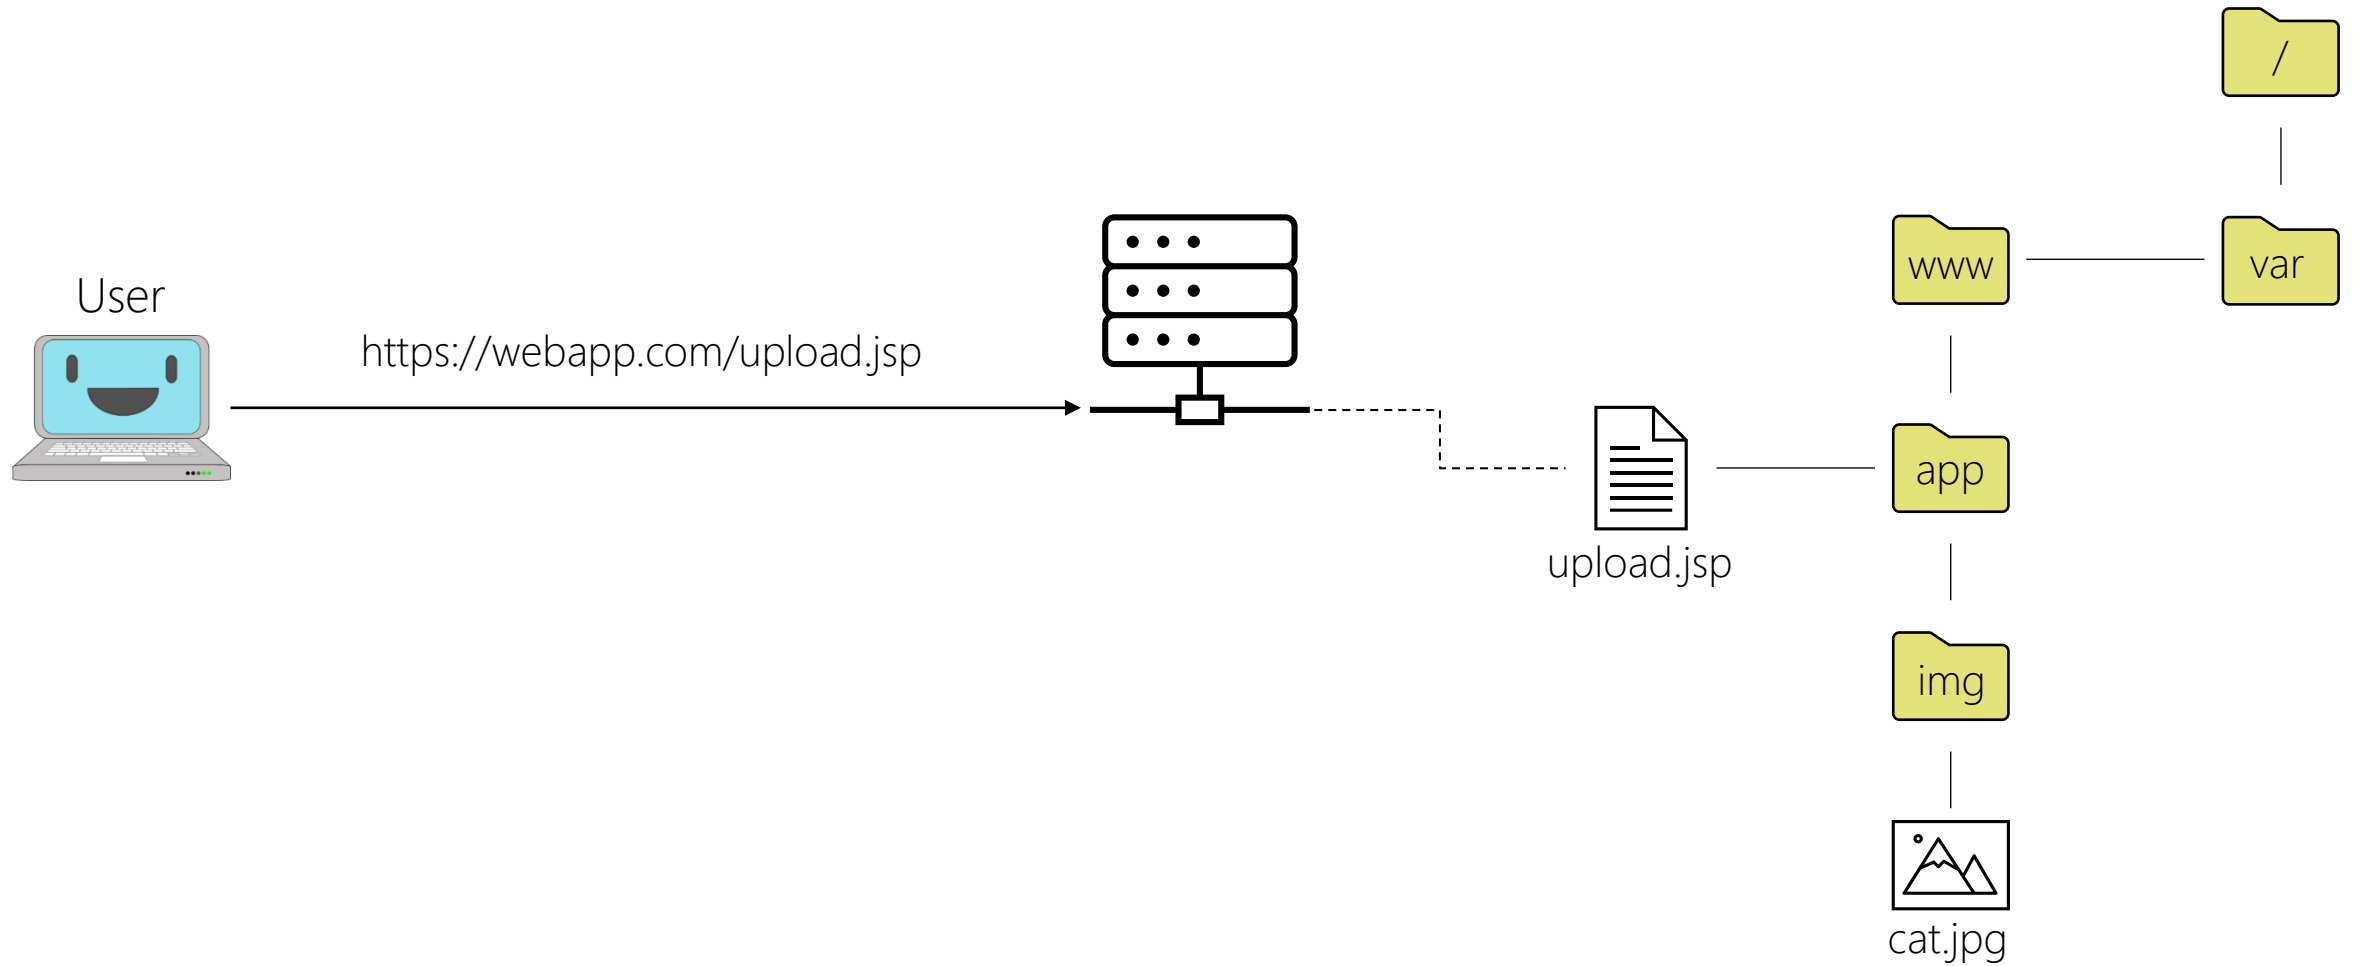 /
www
var
User
https://webapp.com/upload.jsp
app
upload.jsp
img
cat.jpg